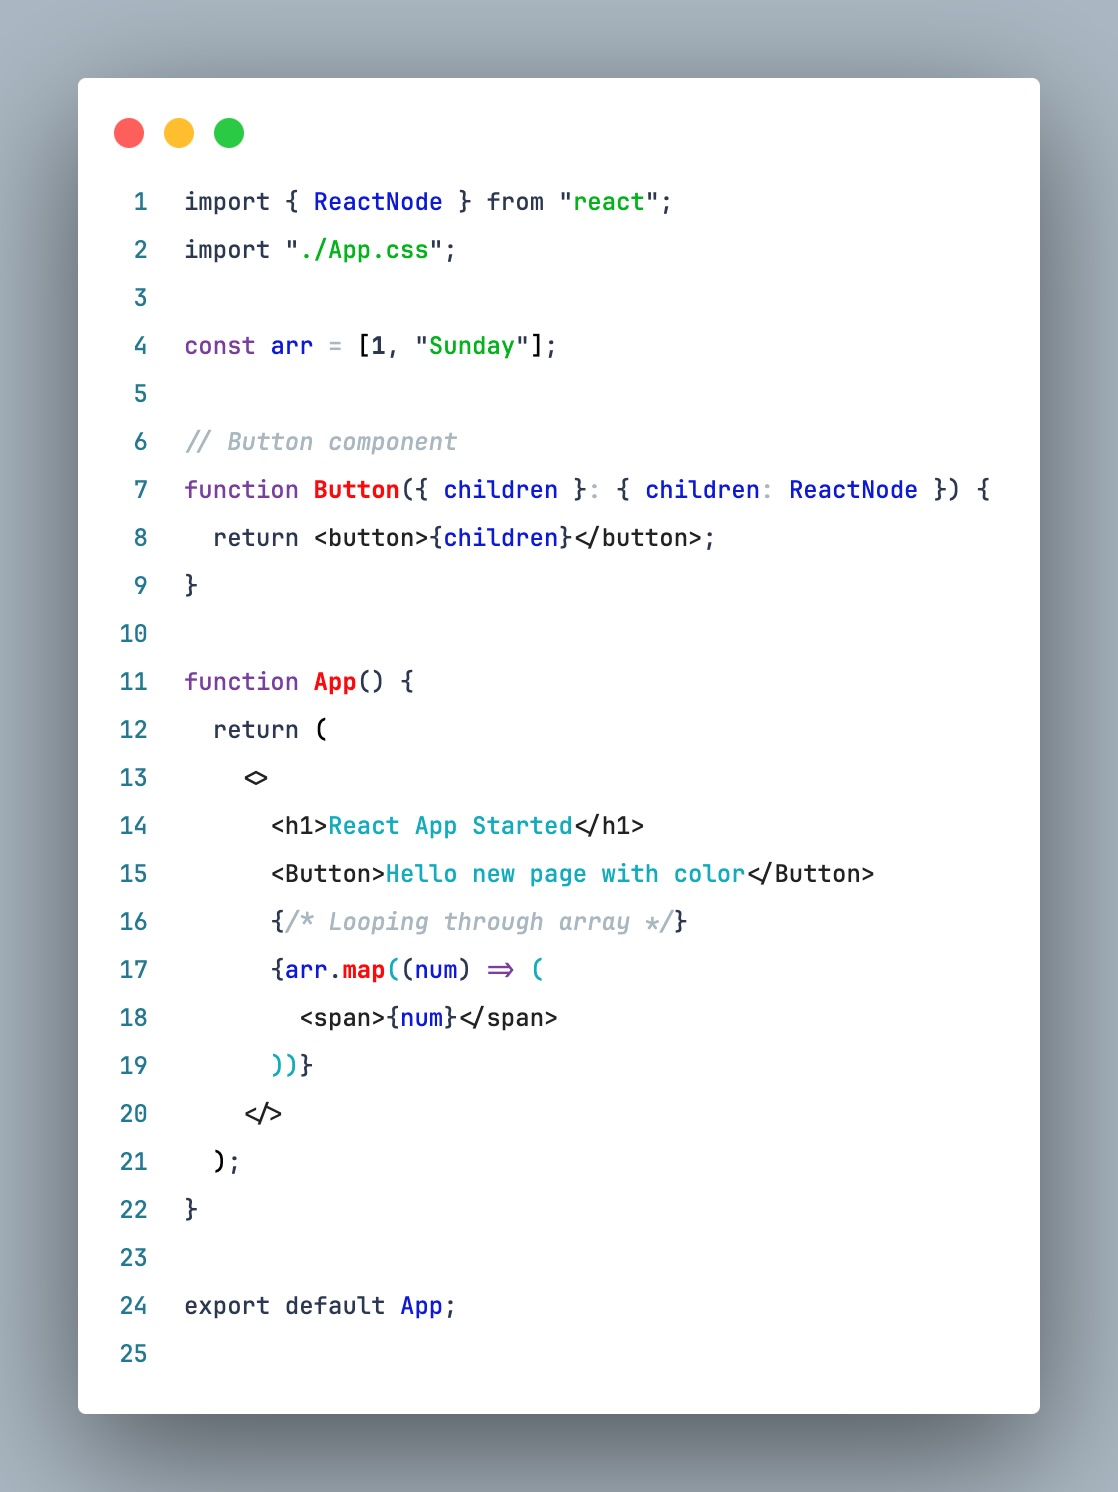 1 import { ReactNode } from "react";
2 import "./App.css";
3
4 const arr = [1, "Sunday"];
5
6 // Button component
7 function Button({ children }: { children: ReactNode }) {
8   return <button>{children}</button>;
9 }
10
11 function App() {
12   return (
13     <>
14       <h1>React App Started</h1>
15       <Button>Hello new page with color</Button>
16       {/* Looping through array */}
17       {arr.map((num) => (
18         <span>{num}</span>
19       ))}
20     </>
21   );
22 }
23
24 export default App;
25